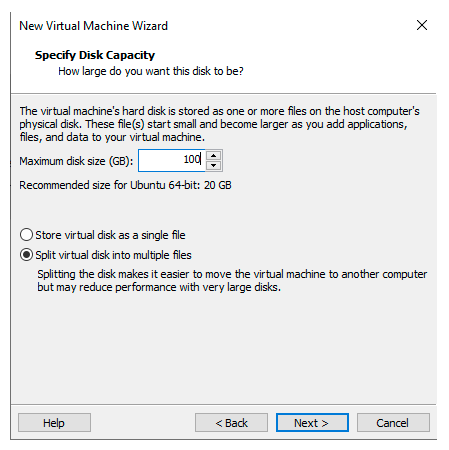 New Virtual Machine Wizard
Specify Disk Capacity
How large do you want this disk to be?
The virtual machine's hard disk is stored as one or more files on the host computer's
physical disk. These file(s) start small and become larger as you add applications,
files, and data to your virtual machine.
Maximum disk size (GB): 100
Recommended size for Ubuntu 64-bit: 20 GB
Store virtual disk as a single file
Split virtual disk into multiple files
Splitting the disk makes it easier to move the virtual machine to another computer
but may reduce performance with very large disks.
Help < Back Next > Cancel